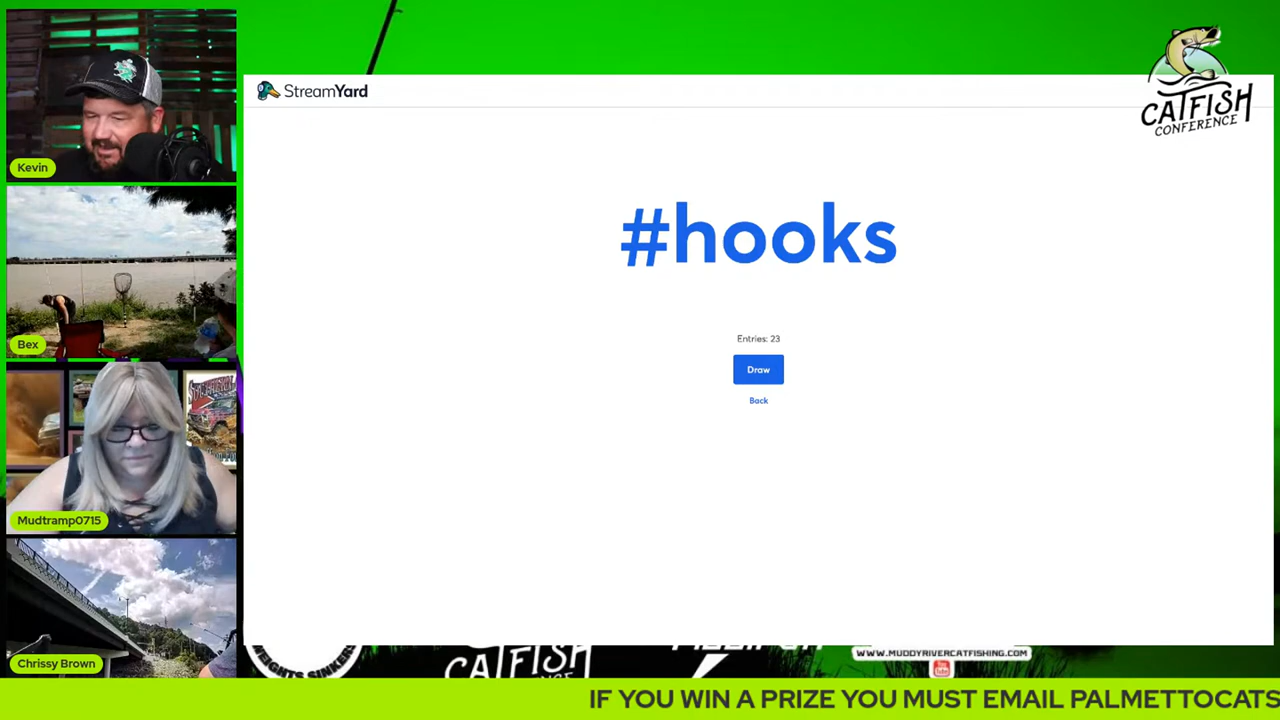 Kevin
Bex
Mudtramp0715
Chrissy Brown
StreamYard
CATFISH
CONFERENCE
#hooks
Entries: 23
Draw
Back
CATFISH
CONFERENCE
WWW.MUDDYRIVERCATFISHING.COM
IF YOU WIN A PRIZE YOU MUST EMAIL PALMETTOCATS